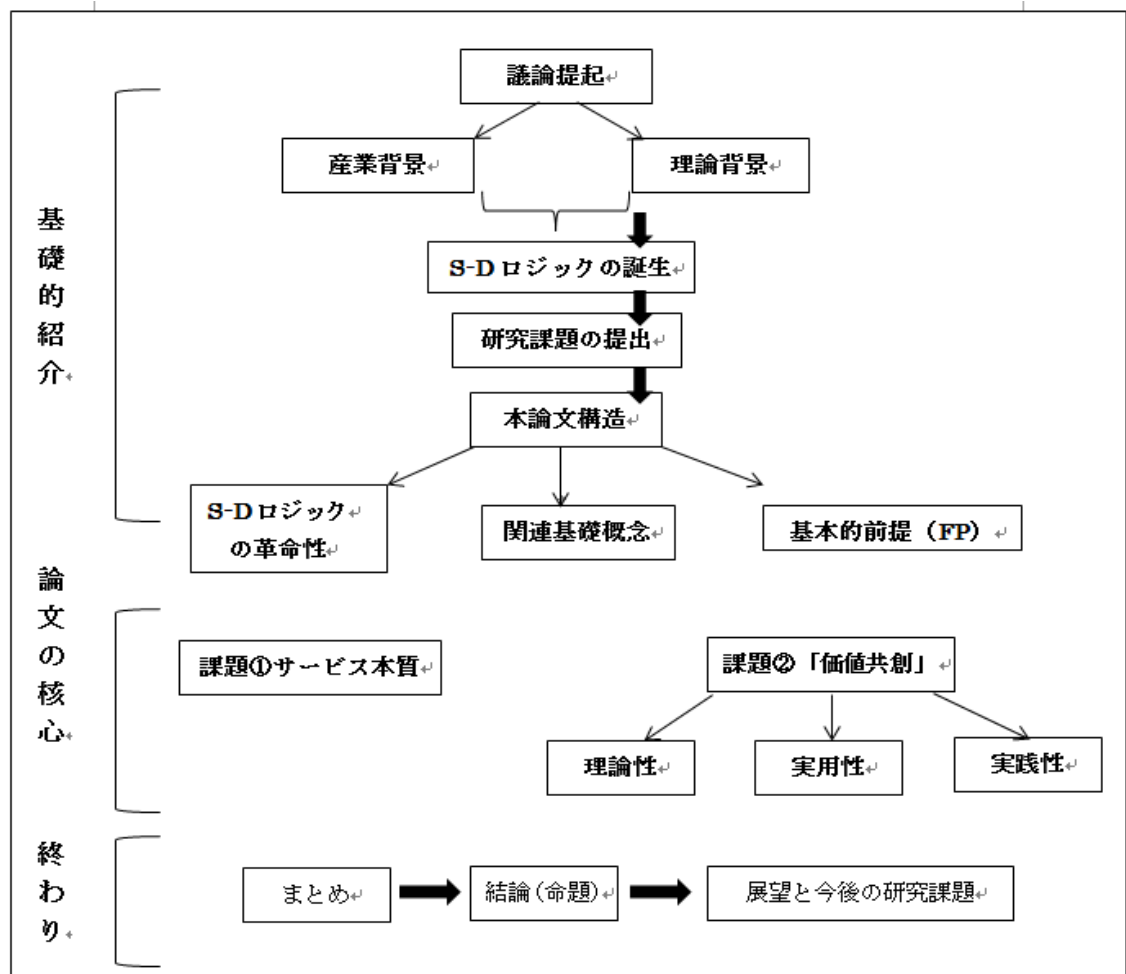 議論提起
産業背景
理論背景
基礎的紹介
S-Dロジックの誕生
研究課題の提出
本論文構造
S-Dロジック
の革命性
関連基礎概念
基本的前提（FP）
論文の核心
課題①サービス本質
課題②「価値共創」
理論性
実用性
実践性
終わり
まとめ
結論（命題）
展望と今後の研究課題